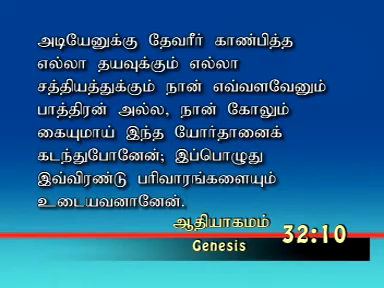 அடியேனுக்கு தேவரீர் காண்பித்த
எல்லா தயவுக்கும் எல்லா
சத்தியத்துக்கும் நான் எவ்வளவேனும்
பாத்திரன் அல்ல, நான் கோலும்
கையுமாய் இந்த யோர்தானைக்
கடந்துபோனேன்; இப்பொழுது
இவ்விரண்டு பரிவாரங்களையும்
உடையவனானேன்.
ஆதியாகமம் 32:10
Genesis